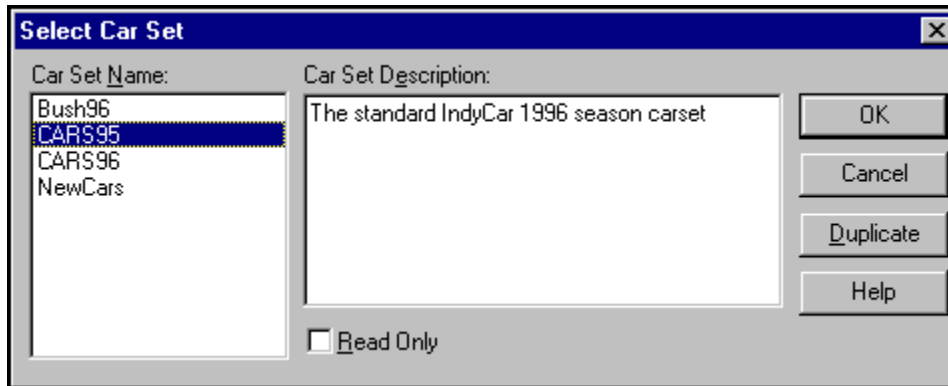 Select Car Set
Car Set Name:
Bush96
CARS95
CARS96
NewCars
Car Set Description:
The standard IndyCar 1996 season carset
Read Only
OK
Cancel
Duplicate
Help